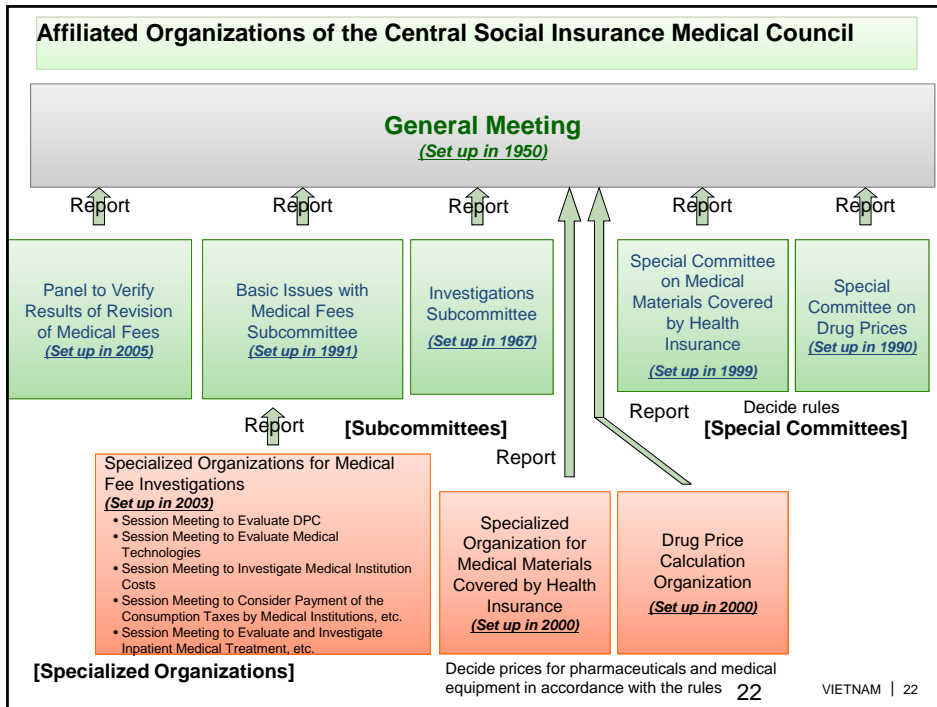 Affiliated Organizations of the Central Social Insurance Medical Council
General Meeting
(Set up in 1950)
Report
Report
Report
Report
Report
Panel to Verify
Results of Revision
of Medical Fees
(Set up in 2005)
Basic Issues with
Medical Fees
Subcommittee
(Set up in 1991)
Investigations
Subcommittee
(Set up in 1967)
Special Committee
on Medical
Materials Covered
by Health
Insurance
(Set up in 1999)
Special
Committee on
Drug Prices
(Set up in 1990)
Report
[Subcommittees]
Report
Report
Decide rules
[Special Committees]
Specialized Organizations for Medical
Fee Investigations
(Set up in 2003)
• Session Meeting to Evaluate DPC
• Session Meeting to Evaluate Medical
Technologies
• Session Meeting to Investigate Medical Institution
Costs
• Session Meeting to Consider Payment of the
Consumption Taxes by Medical Institutions, etc.
• Session Meeting to Evaluate and Investigate
Inpatient Medical Treatment, etc.
Specialized
Organization for
Medical Materials
Covered by Health
Insurance
(Set up in 2000)
Drug Price
Calculation
Organization
(Set up in 2000)
[Specialized Organizations]
Decide prices for pharmaceuticals and medical
equipment in accordance with the rules
22
VIETNAM | 22